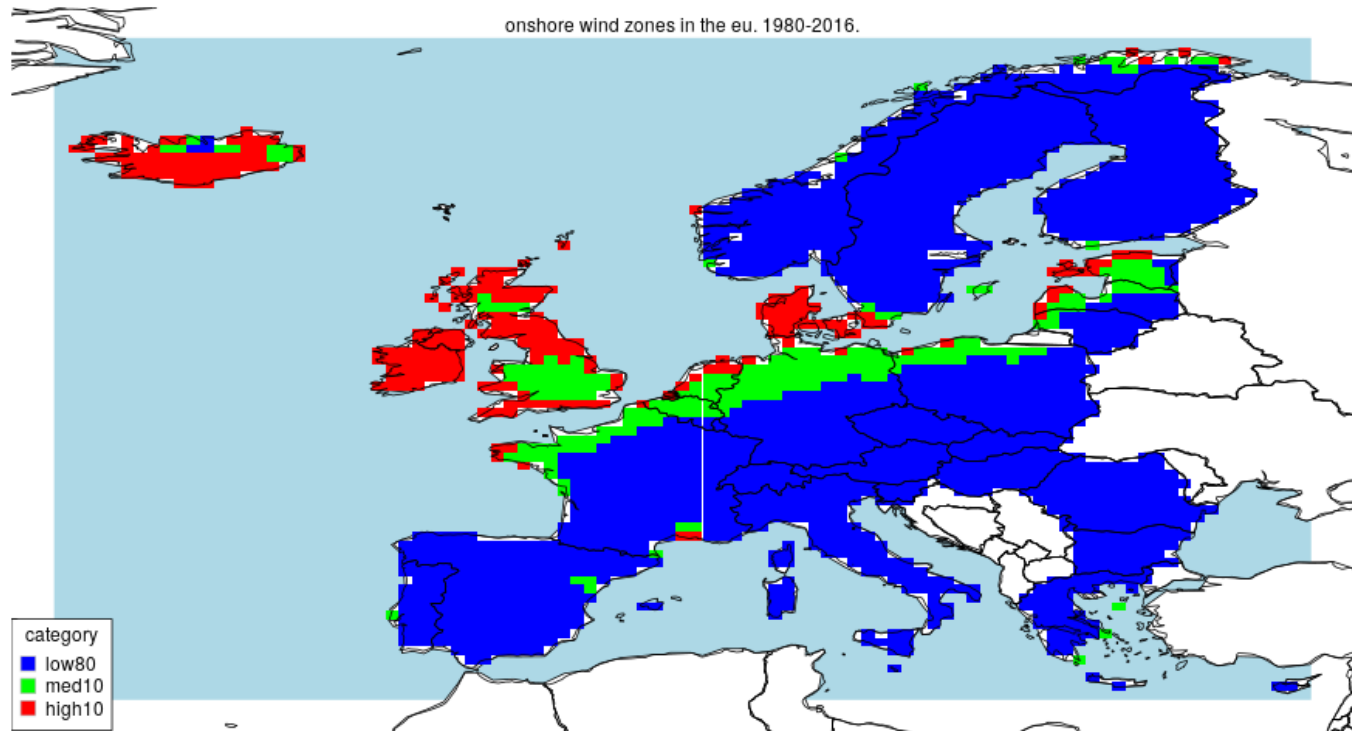 onshore wind zones in the eu. 1980-2016.
category
low80
med10
high10